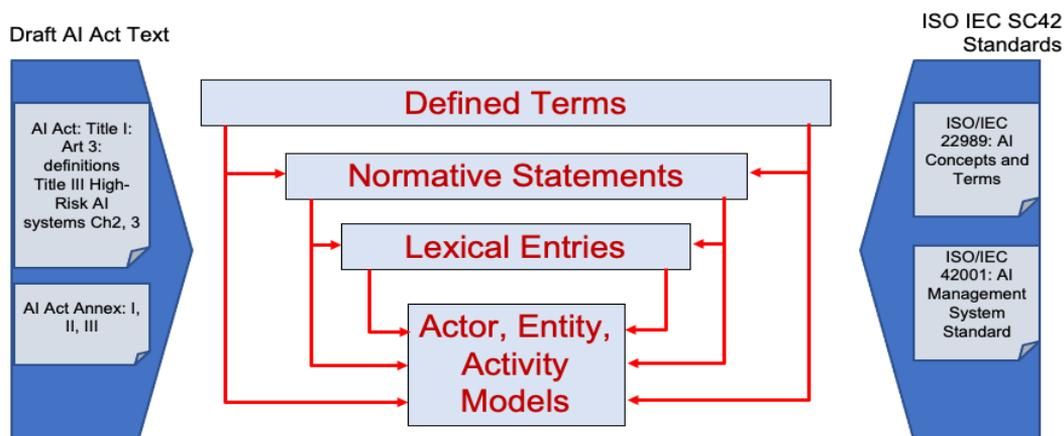 Draft AI Act Text
AI Act: Title I:
Art 3:
definitions
Title III High-
Risk AI
systems Ch2, 3
AI Act Annex: I,
II, III
Defined Terms
Normative Statements
Lexical Entries
Actor, Entity,
Activity
Models
ISO IEC SC42
Standards
ISO/IEC
22989: AI
Concepts and
Terms
ISO/IEC
42001: AI
Management
System
Standard